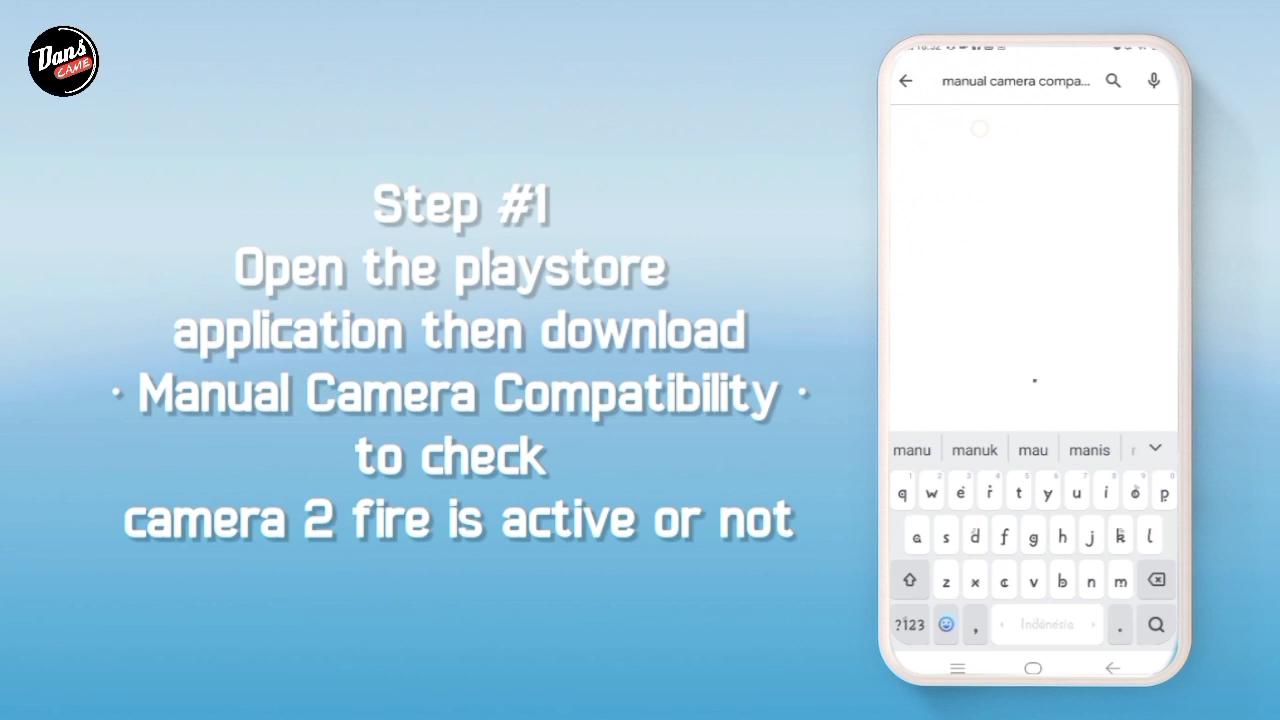 Dans
GAME
Step #1
Open the playstore
application then download
· Manual Camera Compatibility ·
to check
camera 2 fire is active or not
manual camera compa...
manu manuk mau manis
q w e r t y u i o p
a s d f g h j k l
z x c v b n m
?123 , Indonesia .